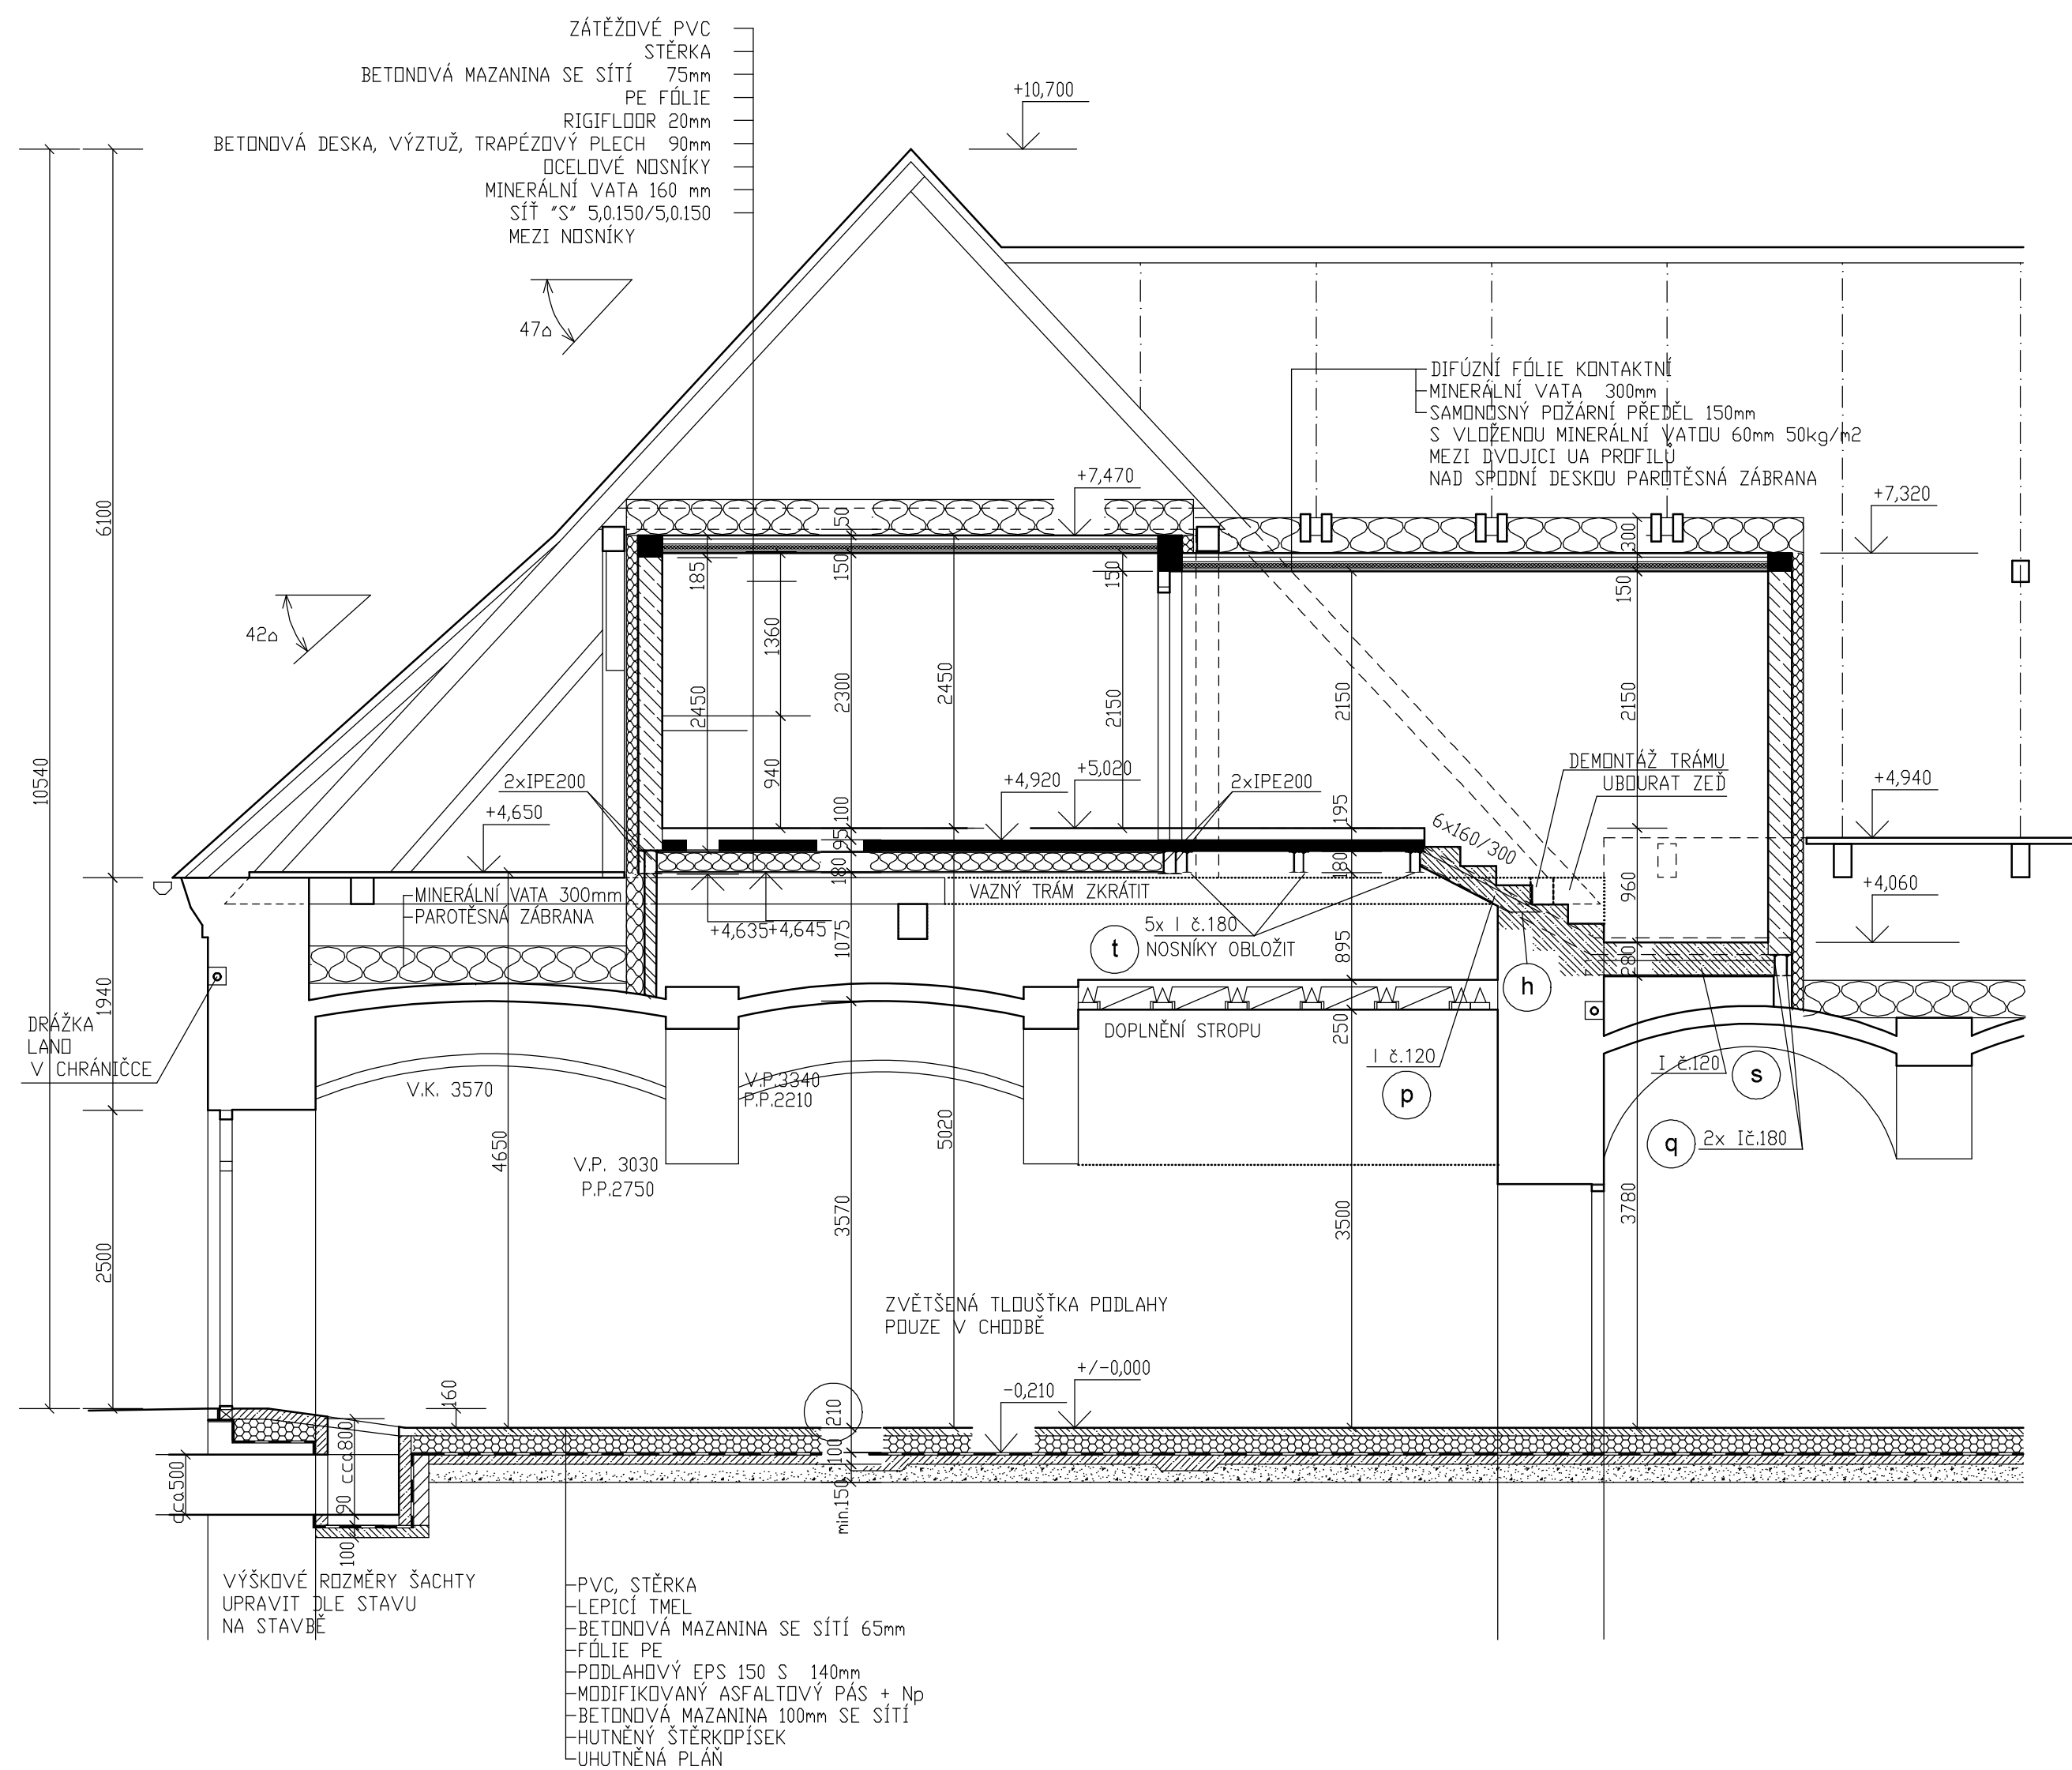 ZÁTĚŽOVÉ PVC
STĚRKA
BETONOVÁ MAZANINA SE SÍTÍ 75mm
PE FÓLIE
RIGIFLOOR 20mm
BETONOVÁ DESKA, VÝZTUŽ, TRAPÉZOVÝ PLECH 90mm
OCELOVÉ NOSNÍKY
MINERÁLNÍ VATA 160 mm
SÍŤ "S" 5,0.150/5,0.150
MEZI NOSNÍKY
+10,700
47⌂
42⌂
DIFÚZNÍ FÓLIE KONTAKTNÍ
MINERÁLNÍ VATA 300mm
SAMONOSNÝ POŽÁRNÍ PŘEDĚL 150mm
S VLOŽENOU MINERÁLNÍ VATOU 60mm 50kg/m2
MEZI DVOJICI UA PROFILŮ
NAD SPODNÍ DESKOU PAROTĚSNÁ ZÁBRANA
+7,470
+7,320
10540
6100
1940
2500
150
185
150
150
300
150
1360
2450
2300
2450
2150
2150
2150
940
100
95
180
195
180
960
280
2xIPE200
+4,650
+4,920
+5,020
2xIPE200
DEMONTÁŽ TRÁMU
UBOURAT ZEĎ
+4,940
6x160/300
MINERÁLNÍ VATA 300mm
PAROTĚSNÁ ZÁBRANA
VAZNÝ TRÁM ZKRÁTIT
+4,060
+4,635
+4,645
1075
t
5x I č.180
NOSNÍKY OBLOŽIT
895
h
DRÁŽKA
LANO
V CHRÁNIČCE
DOPLNĚNÍ STROPU
250
I č.120
p
I č.120
s
q
2x Ič.180
V.K. 3570
V.P.3340
P.P.2210
V.P. 3030
P.P.2750
4650
3570
5020
3500
3780
ZVĚTŠENÁ TLOUŠŤKA PODLAHY
POUZE V CHODBĚ
+/-0,000
-0,210
160
210
100
min.150
cca800
90
100
cca500
VÝŠKOVÉ ROZMĚRY ŠACHTY
UPRAVIT DLE STAVU
NA STAVBĚ
PVC, STĚRKA
LEPICÍ TMEL
BETONOVÁ MAZANINA SE SÍTÍ 65mm
FÓLIE PE
PODLAHOVÝ EPS 150 S 140mm
MODIFIKOVANÝ ASFALTOVÝ PÁS + Np
BETONOVÁ MAZANINA 100mm SE SÍTÍ
HUTNĚNÝ ŠTĚRKOPÍSEK
UHUTNĚNÁ PLÁŇ